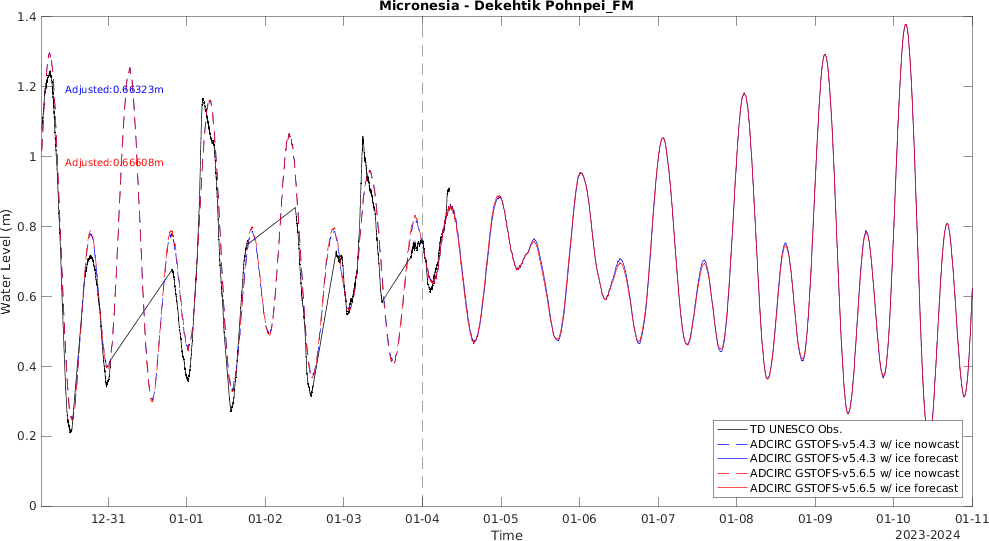 Micronesia - Dekehtik Pohnpei_FM
1.4
1.2
1
0.8
0.6
0.4
0.2
0
Water Level (m)
Adjusted:0.66323m
Adjusted:0.66608m
TD UNESCO Obs.
ADCIRC GSTOFS-v5.4.3 w/ ice nowcast
ADCIRC GSTOFS-v5.4.3 w/ ice forecast
ADCIRC GSTOFS-v5.6.5 w/ ice nowcast
ADCIRC GSTOFS-v5.6.5 w/ ice forecast
12-31 01-01 01-02 01-03 01-04 01-05 01-06 01-07 01-08 01-09 01-10 01-11
Time
2023-2024